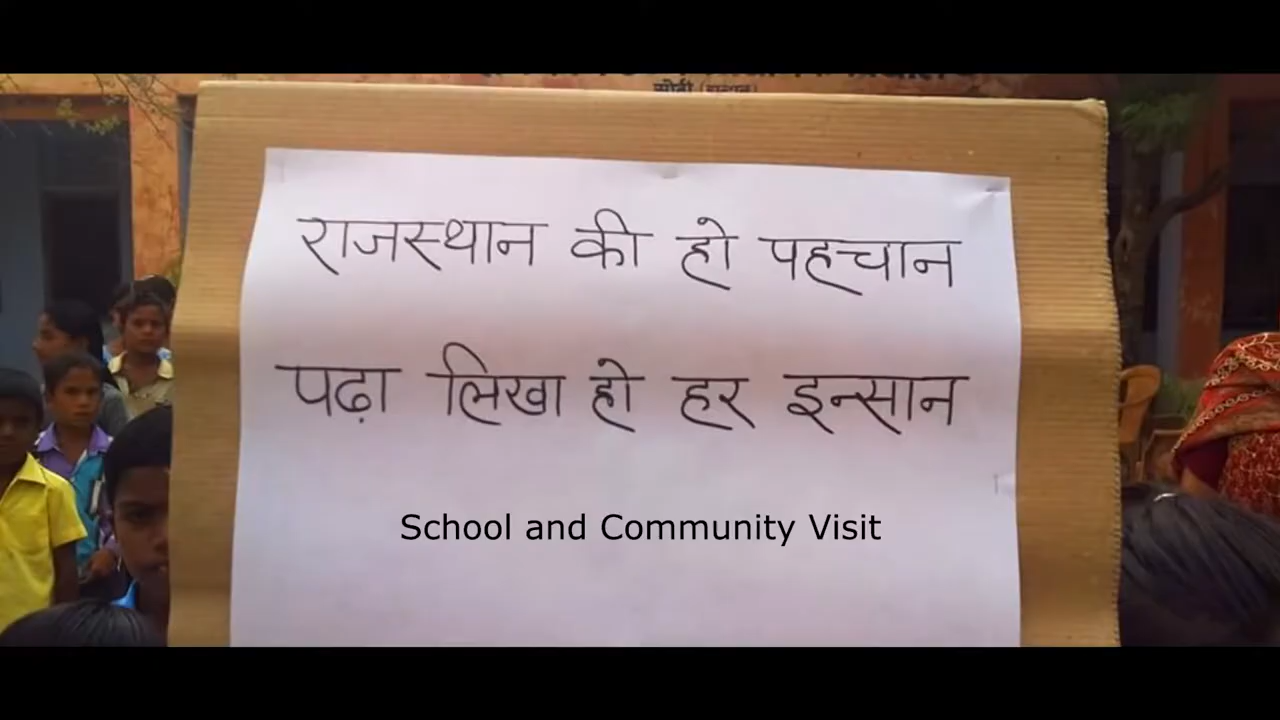 राजस्थान की हो पहचान
पढ़ा लिखा हो हर इन्सान
School and Community Visit